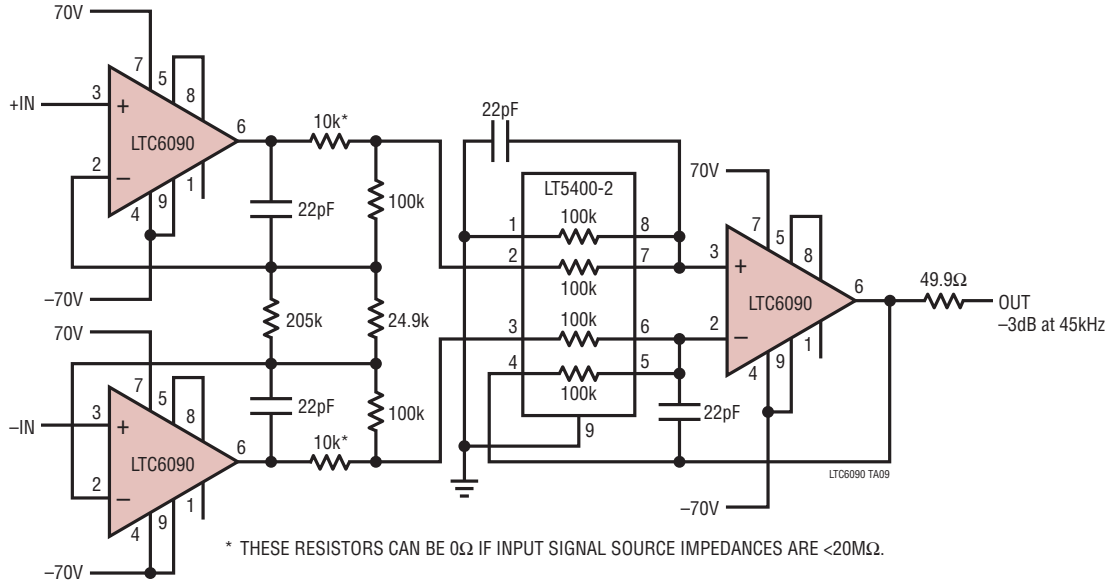 70V
7
5
8
+IN
3
+
LTC6090
6
2
–
4
9
1
–70V
10k*
22pF
100k
205k
24.9k
70V
7
5
8
–IN
3
+
LTC6090
6
2
–
4
9
1
–70V
22pF
100k
10k*
22pF
LT5400-2
1
100k
8
2
100k
7
3
100k
6
4
100k
5
9
22pF
70V
7
5
8
3
+
LTC6090
6
2
–
4
9
1
–70V
49.9Ω
OUT
–3dB at 45kHz
LTC6090 TA09
* THESE RESISTORS CAN BE 0Ω IF INPUT SIGNAL SOURCE IMPEDANCES ARE <20MΩ.